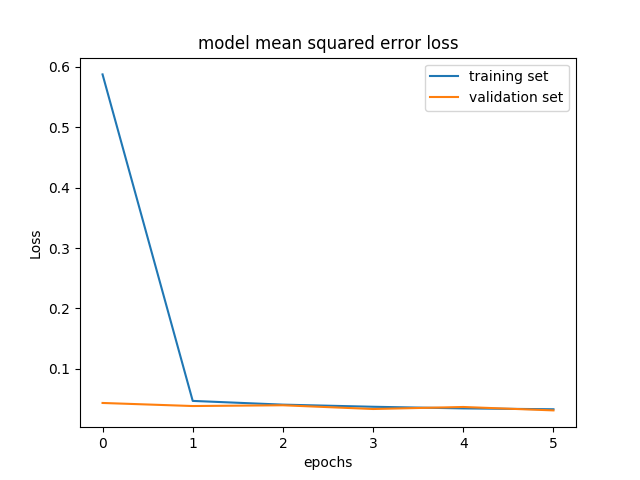 model mean squared error loss
training set
validation set
0.6
0.5
0.4
0.3
0.2
0.1
Loss
0 1 2 3 4 5
epochs